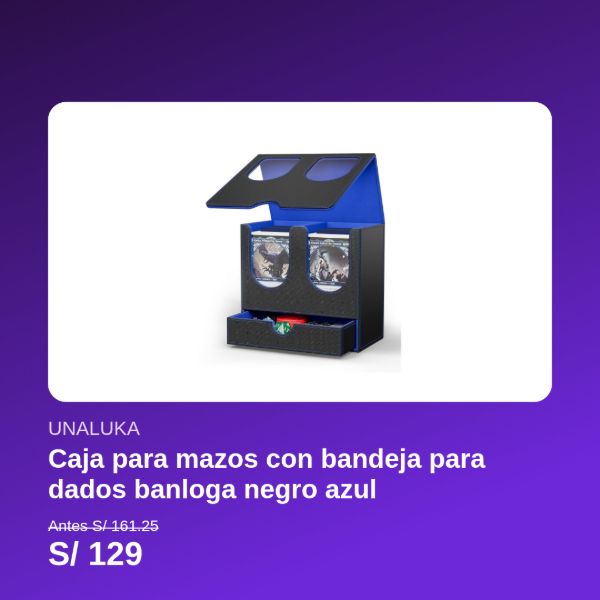 UNALUKA
Caja para mazos con bandeja para
dados banloga negro azul
Antes S/ 161.25
S/ 129